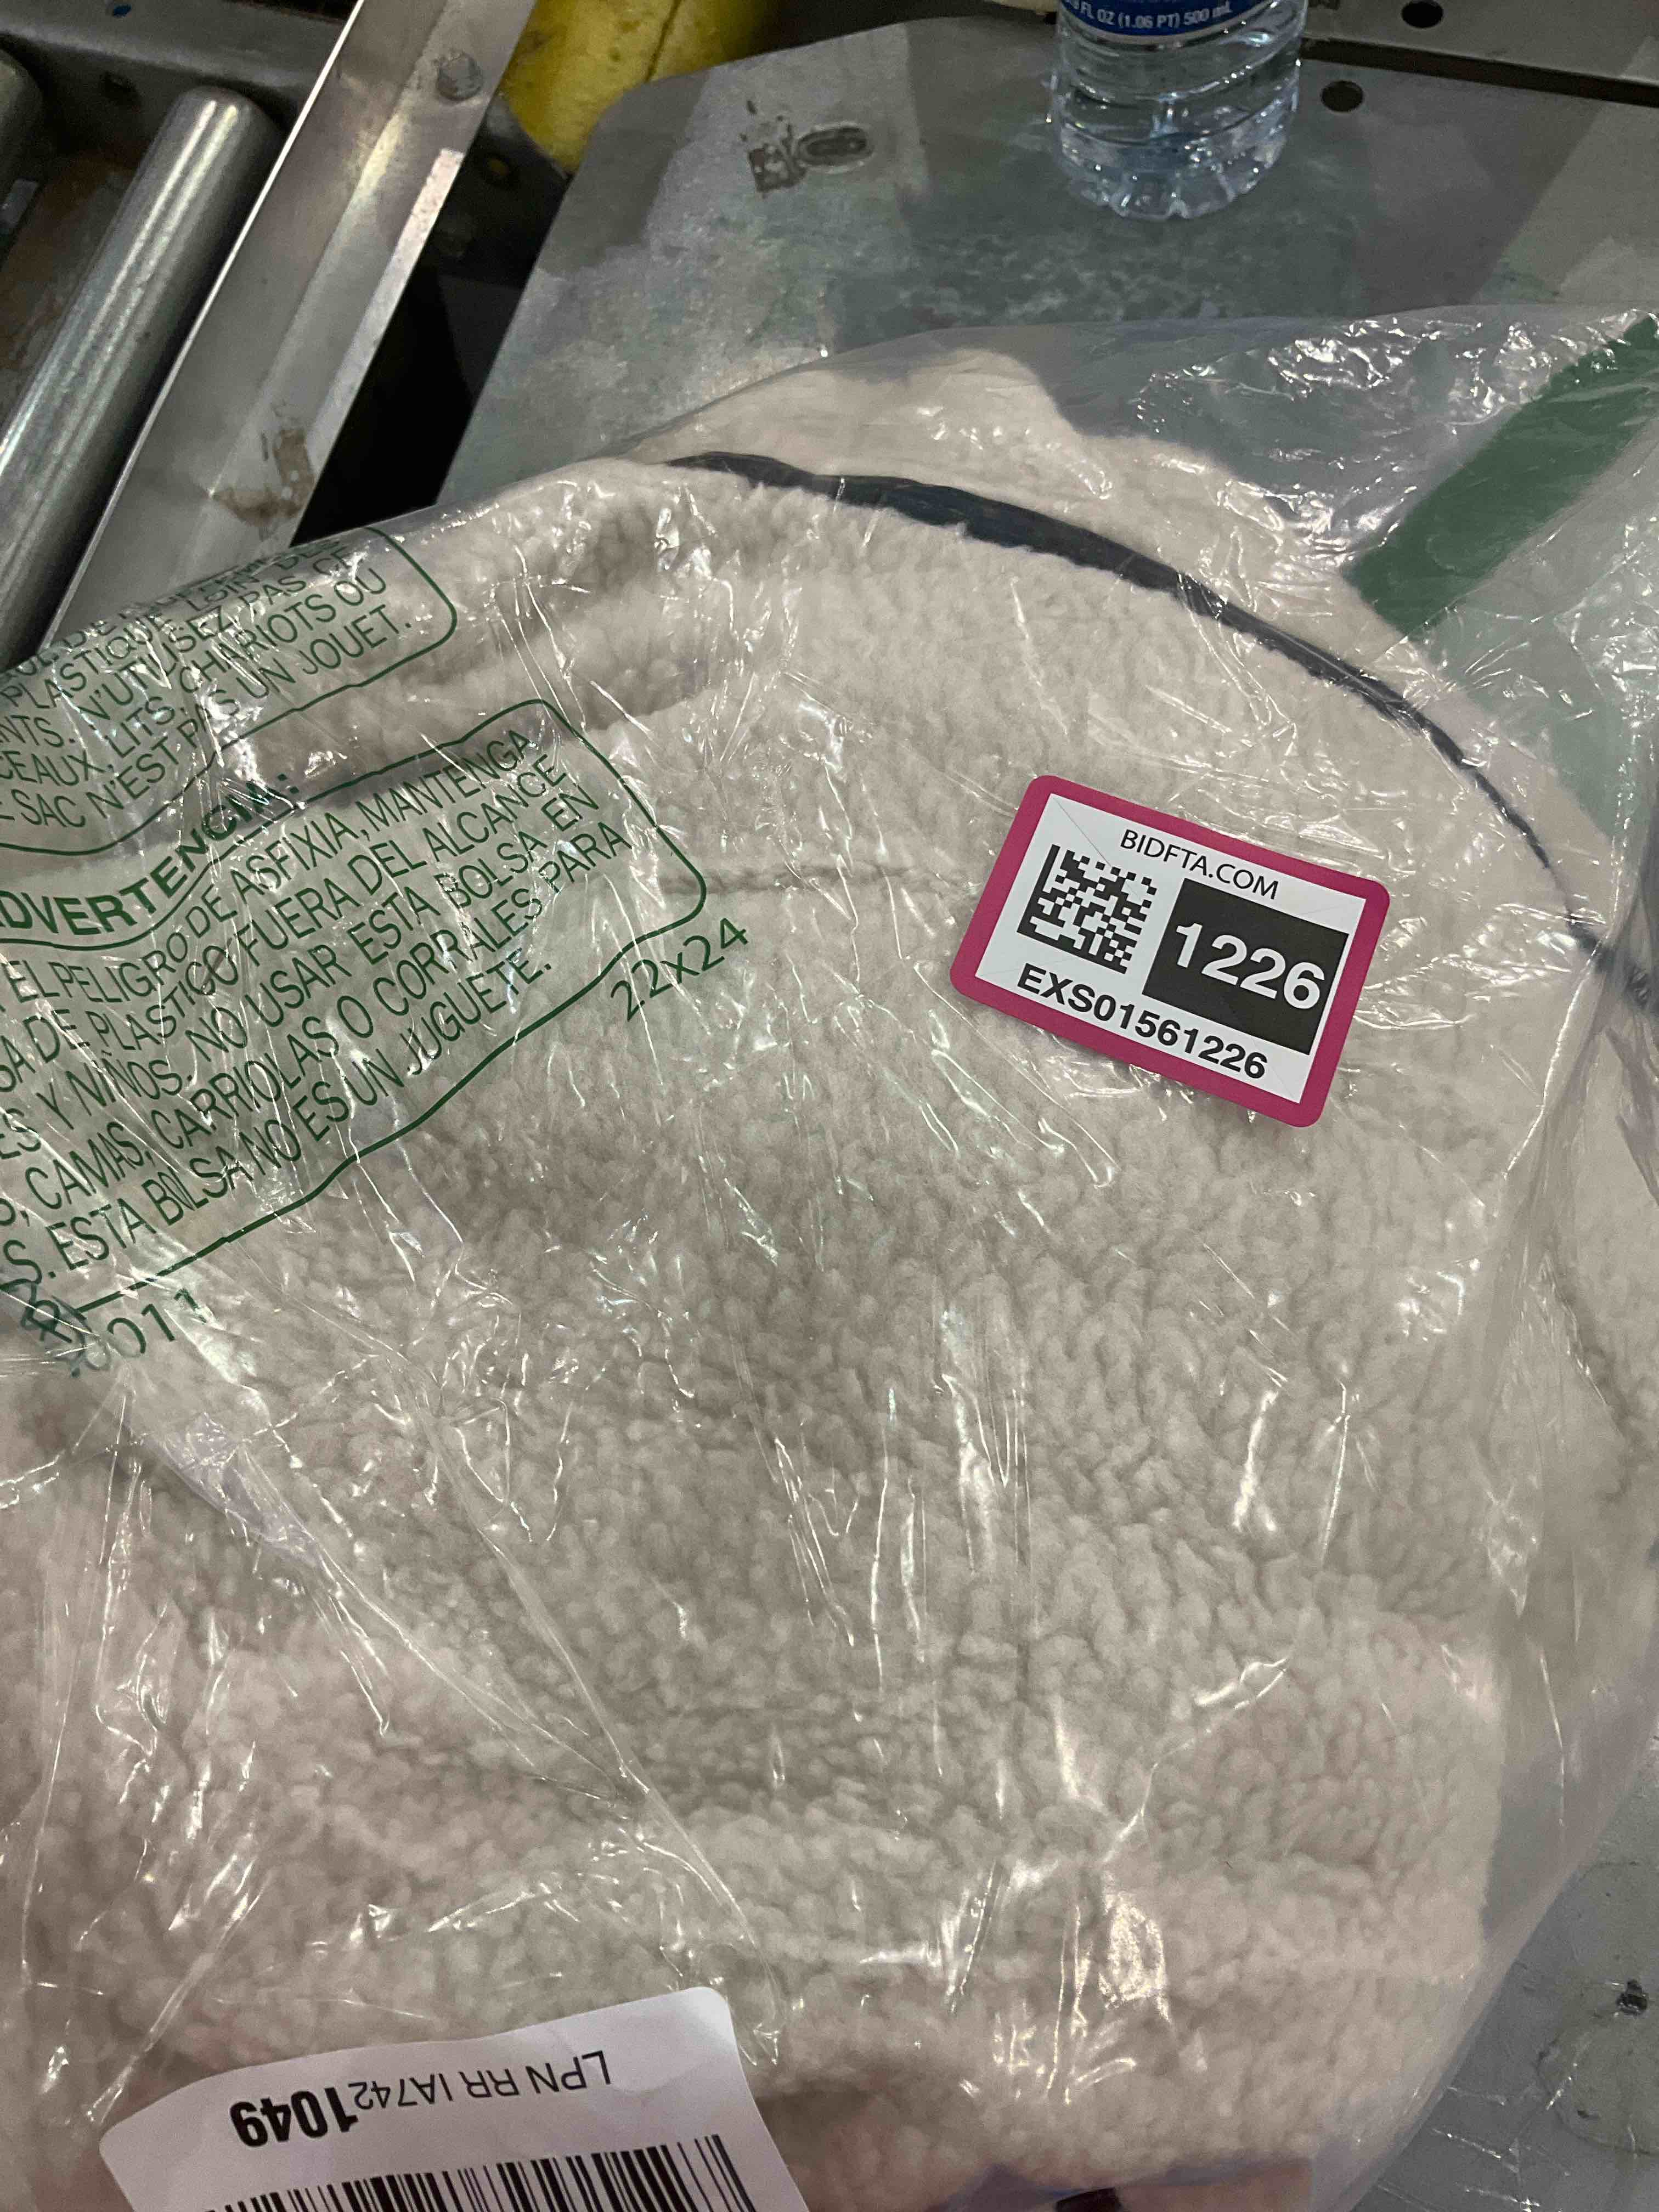 FL OZ (1.06 PT) 500 mL
PLASTIQUE LOIN DE
NTS. N'UTILISEZ PAS CE
CEAUX, LITS, CHARIOTS OU
E SAC N'EST PAS UN JOUET.
ADVERTENCIA:
EL PELIGRO DE ASFIXIA, MANTENGA
SA DE PLASTICO FUERA DEL ALCANCE
ES Y NIÑOS. NO USAR ESTA BOLSA EN
S, CAMAS, CARRIOLAS O CORRALES PARA
S. ESTA BOLSA NO ES UN JUGUETE.
22x24
BIDFTA.COM
1226
EXS01561226
LPN RR IA7421049